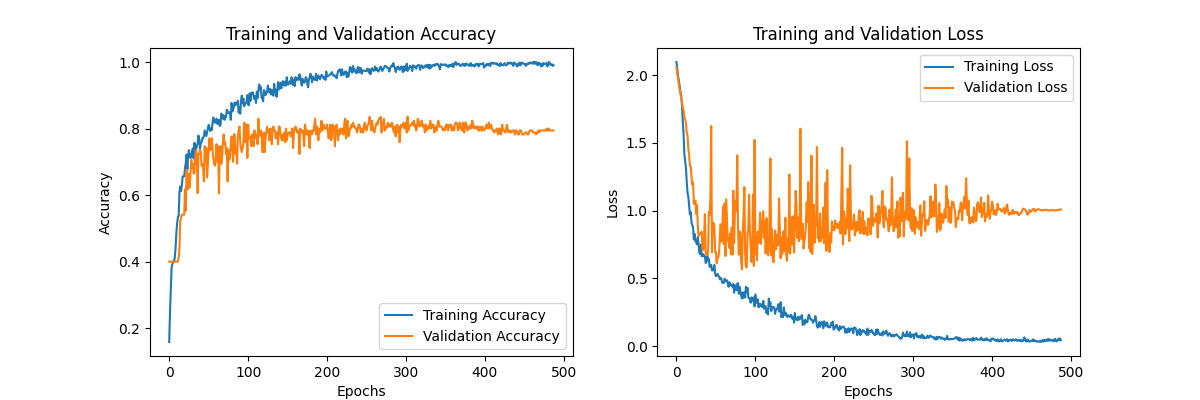 Training and Validation Accuracy
Accuracy
1.0
0.8
0.6
0.4
0.2
0
100
200
300
400
500
Epochs
Training Accuracy
Validation Accuracy
Training and Validation Loss
Loss
2.0
1.5
1.0
0.5
0.0
0
100
200
300
400
500
Epochs
Training Loss
Validation Loss